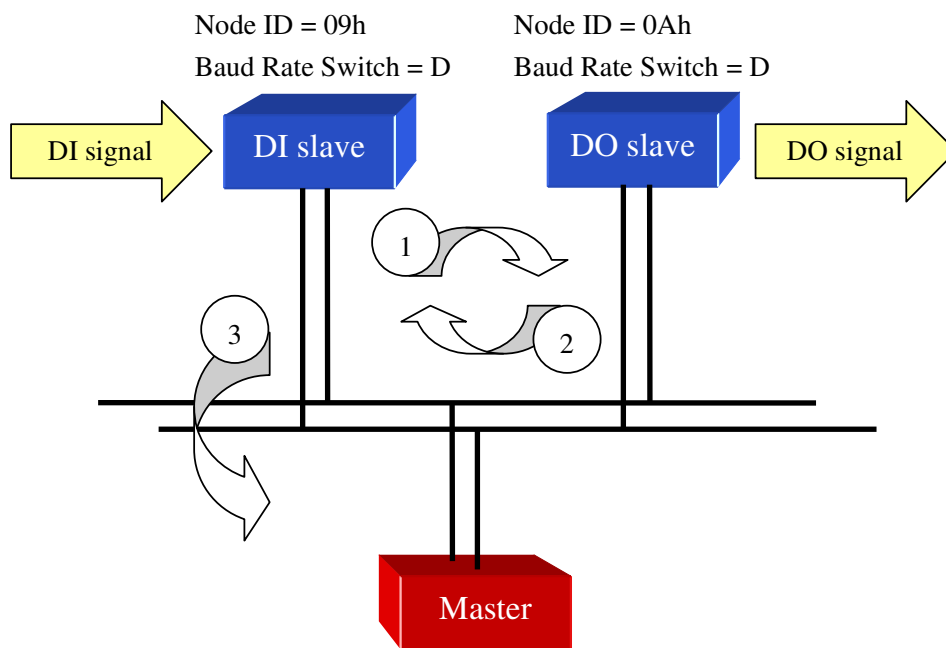 Node ID = 09h
Baud Rate Switch = D
Node ID = 0Ah
Baud Rate Switch = D
DI signal
DI slave
DO slave
DO signal
1
2
3
Master